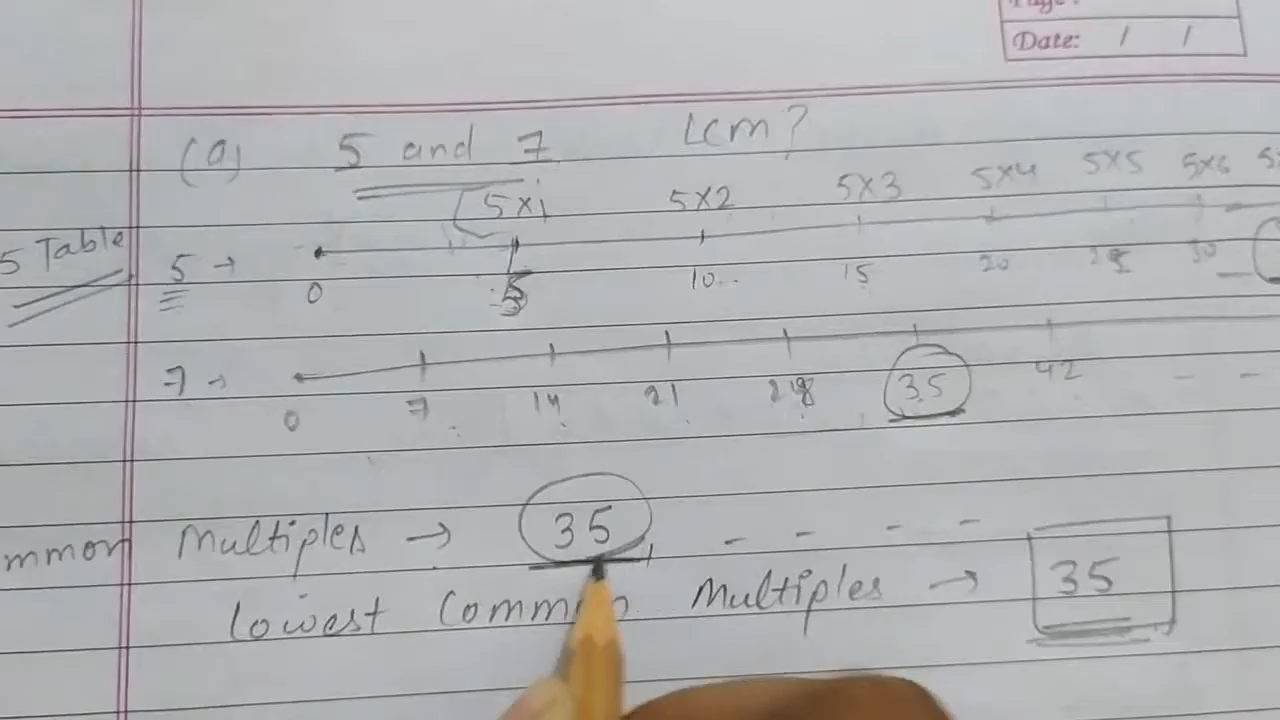 Date: / /
(a) 5 and 7 LCM?
5x1 5x2 5x3 5x4 5x5 5x6
5 Table
5 → 0 5 10 15 20 25 30
7 → 0 7 14 21 28 35 42 - -
mmon Multiples → 35, - - - -
Lowest Common Multiples → 35